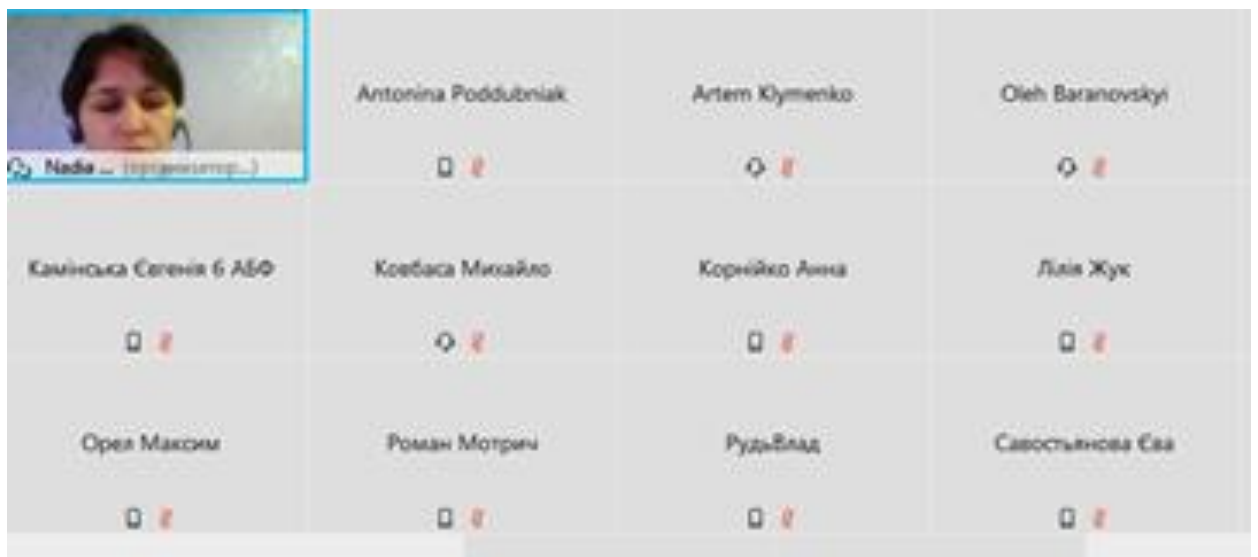 Nadia ...
Antonina Poddubniak
Artem Klymenko
Oleh Baranovskyi
Камінська Євгенія 6 АБФ
Ковбаса Михайло
Корнійко Анна
Лілія Жук
Орел Максим
Роман Мотрич
РудьВлад
Савостьянова Єва